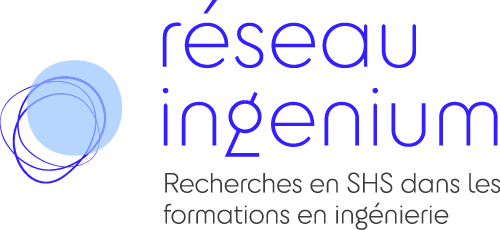 réseau
ingenium
Recherches en SHS dans les
formations en ingénierie